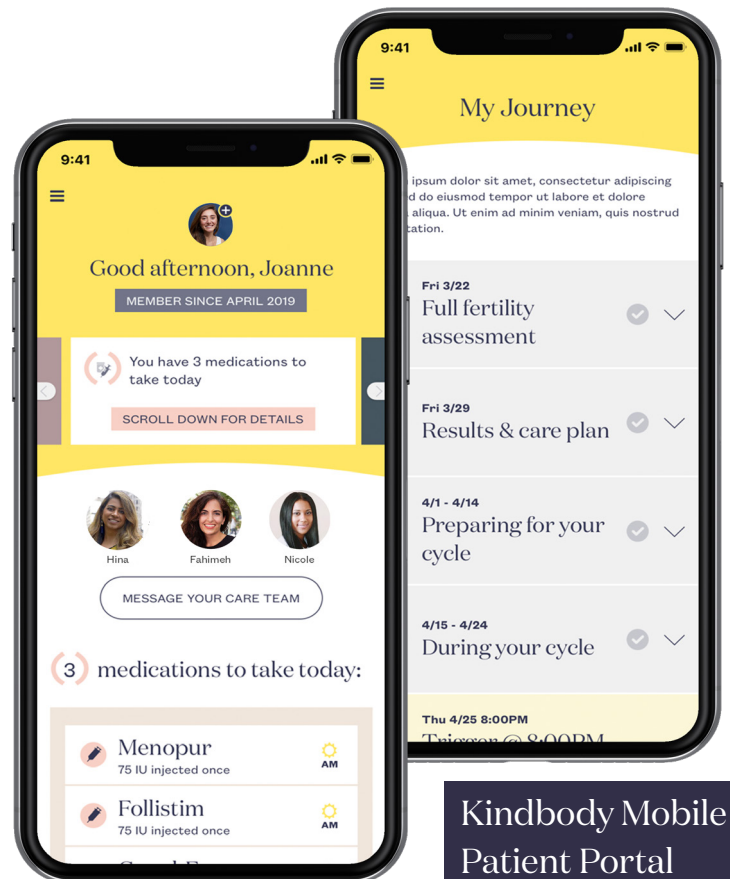 9:41
Good afternoon, Joanne
MEMBER SINCE APRIL 2019
You have 3 medications to
take today
SCROLL DOWN FOR DETAILS
Hina
Fahimeh
Nicole
MESSAGE YOUR CARE TEAM
3 medications to take today:
Menopur
75 IU injected once
AM
Follistim
75 IU injected once
AM
9:41
My Journey
ipsum dolor sit amet, consectetur adipiscing
do eiusmod tempor ut labore et dolore
aliqua. Ut enim ad minim veniam, quis nostrud
Fri 3/22
Full fertility
assessment
Fri 3/29
Results & care plan
4/1 - 4/14
Preparing for your
cycle
4/15 - 4/24
During your cycle
Thu 4/25 8:00PM
Trigger @ 8:00PM
Kindbody Mobile
Patient Portal